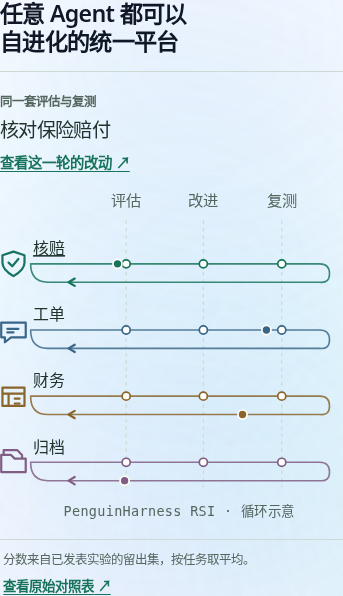 任意 Agent 都可以
自进化的统一平台
同一套评估与复测
核对保险赔付
查看这一轮的改动 ↗
评估 改进 复测
核赔
工单
财务
归档
PenguinHarness RSI · 循环示意
分数来自已发表实验的留出集，按任务取平均。
查看原始对照表 ↗